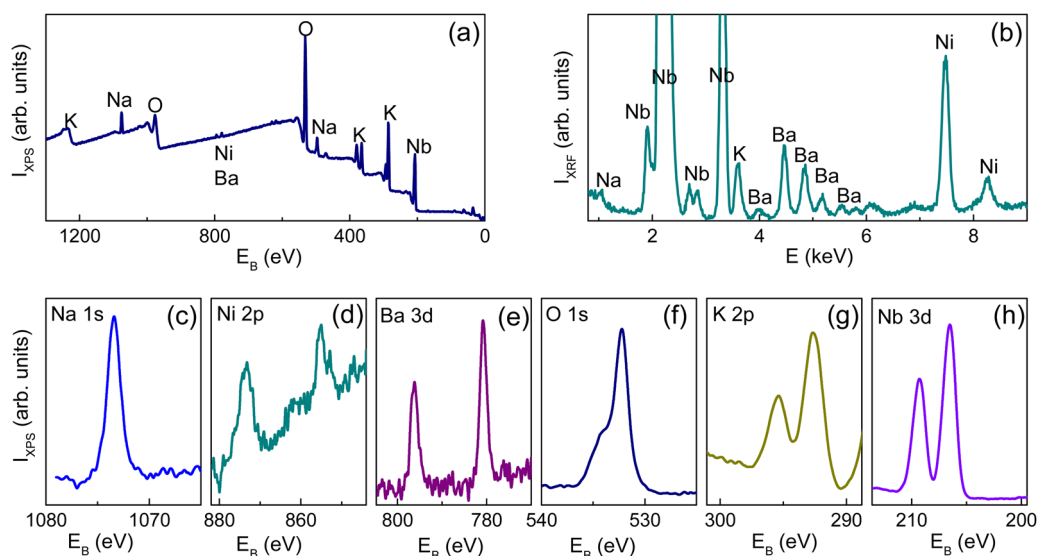 (a)
I_XPS (arb. units)
K
Na
O
Ni
Ba
O
Na
K
K
Nb
1200
800
400
0
E_B (eV)
(b)
I_XRF (arb. units)
Na
Nb
Nb
Nb
Nb
K
Ba
Ba
Ba
Ba
Ba
Ni
Ni
2
4
6
8
E (keV)
I_XPS (arb. units)
Na 1s
(c)
1080
1070
E_B (eV)
Ni 2p
(d)
880
860
E_B (eV)
Ba 3d
(e)
800
780
E_B (eV)
O 1s
(f)
540
530
E_B (eV)
K 2p
(g)
300
290
E_B (eV)
Nb 3d
(h)
210
200
E_B (eV)